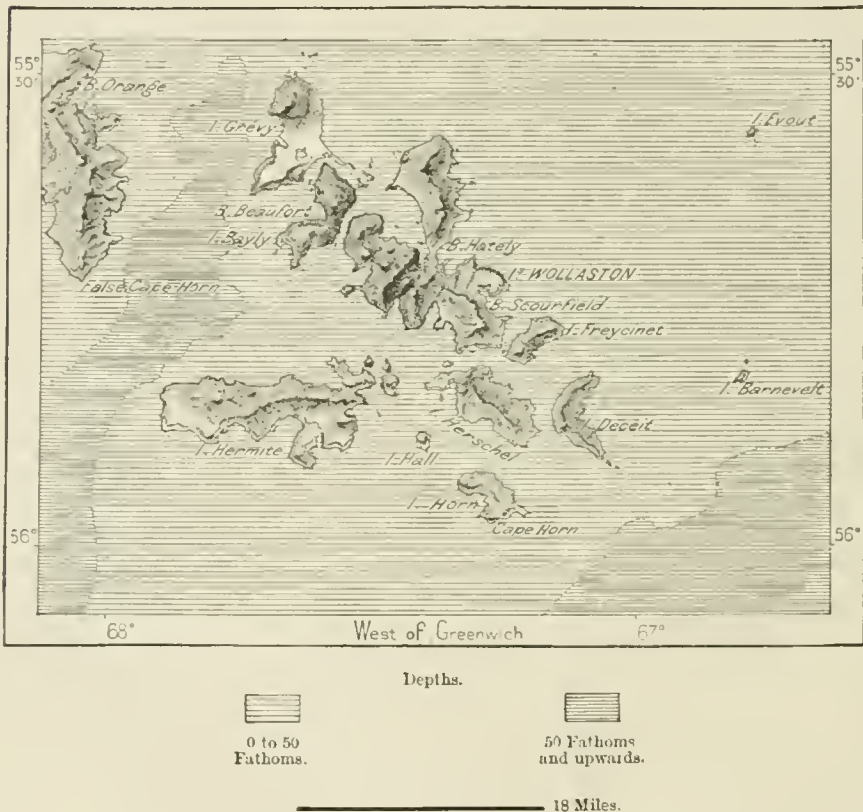 55°
30'
B. Orange
I. Grévy
I. Evout
B. Beaufort
I. Bayly
B. Hately
Iˢ WOLLASTON
False Cape Horn
B. Scourfield
I. Freycinet
I. Barnevelt
I. Deceit
I. Herschel
I. Hermite
I. Hall
I. Horn
Cape Horn
56°
56°
68°
West of Greenwich
67°
Depths.
0 to 50
Fathoms.
50 Fathoms
and upwards.
18 Miles.